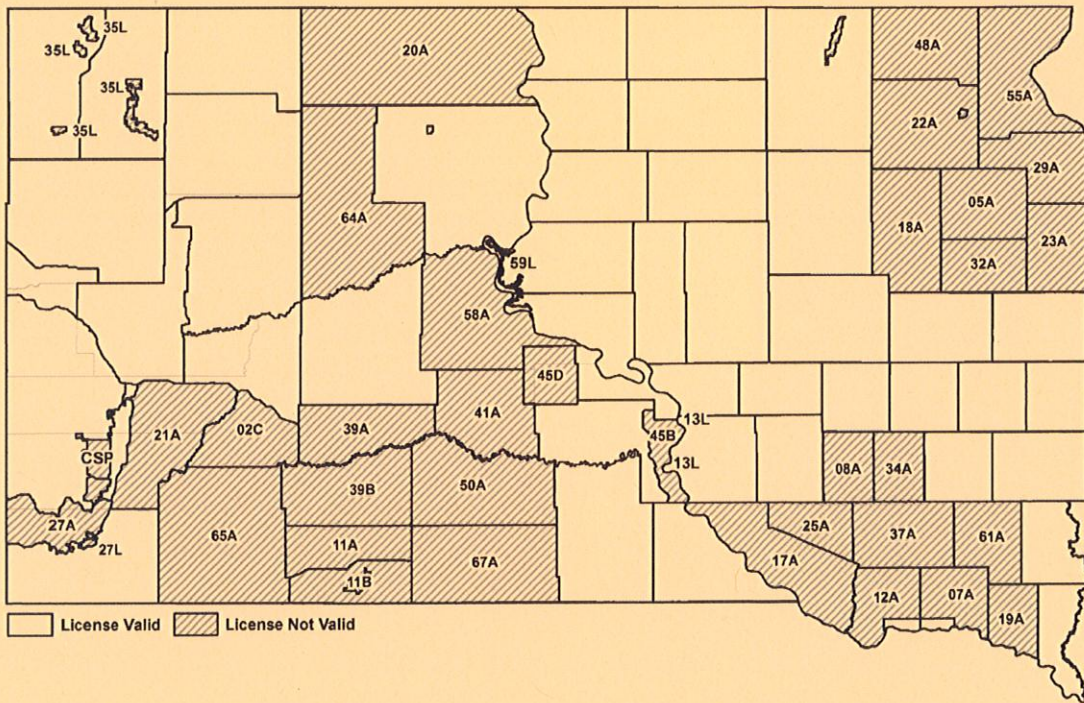 35L
35L
20A
48A
35L
55A
22A
35L
29A
64A
18A
05A
23A
59L
32A
58A
45D
21A
02C
39A
41A
13L
45B
CSP
13L
08A
34A
39B
50A
27A
65A
25A
37A
61A
27L
11A
17A
67A
11B
12A
07A
19A
License Valid
License Not Valid